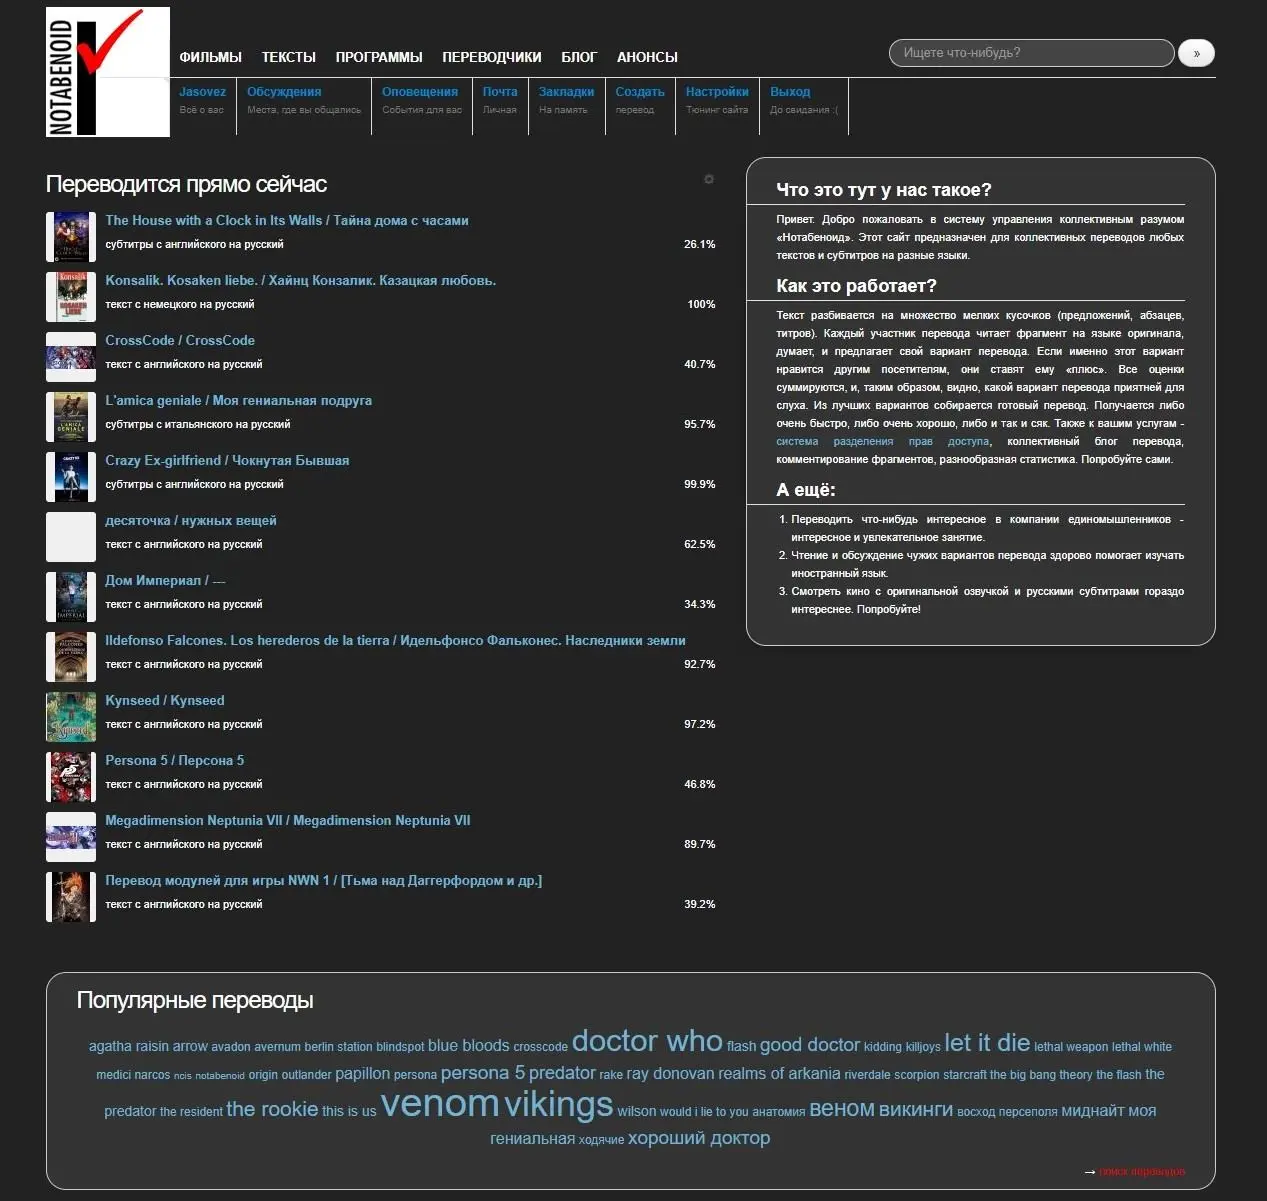 NOTABENOID
ФИЛЬМЫ ТЕКСТЫ ПРОГРАММЫ ПЕРЕВОДЧИКИ БЛОГ АНОНСЫ
Ищете что-нибудь? »
Jasovez Обсуждения Оповещения Почта Закладки Создать Настройки Выход
Всё о вас Места, где вы общались События для вас Личная На память перевод Тюнинг сайта До свидания :(
Переводится прямо сейчас
The House with a Clock in Its Walls / Тайна дома с часами
субтитры с английского на русский 26.1%
Konsalik. Kosaken liebe. / Хайнц Конзалик. Казацкая любовь.
текст с немецкого на русский 100%
CrossCode / CrossCode
текст с английского на русский 40.7%
L'amica geniale / Моя гениальная подруга
субтитры с итальянского на русский 95.7%
Crazy Ex-girlfriend / Чокнутая Бывшая
субтитры с английского на русский 99.9%
десяточка / нужных вещей
текст с английского на русский 62.5%
Дом Империал / ---
текст с английского на русский 34.3%
Ildefonso Falcones. Los herederos de la tierra / Идельфонсо Фальконес. Наследники земли
текст с английского на русский 92.7%
Kynseed / Kynseed
текст с английского на русский 97.2%
Persona 5 / Персона 5
текст с английского на русский 46.8%
Megadimension Neptunia VII / Megadimension Neptunia VII
текст с английского на русский 89.7%
Перевод модулей для игры NWN 1 / [Тьма над Даггерфордом и др.]
текст с английского на русский 39.2%
Что это тут у нас такое?
Привет. Добро пожаловать в систему управления коллективным разумом
«Нотабеноид». Этот сайт предназначен для коллективных переводов любых
текстов и субтитров на разные языки.
Как это работает?
Текст разбивается на множество мелких кусочков (предложений, абзацев,
титров). Каждый участник перевода читает фрагмент на языке оригинала,
думает, и предлагает свой вариант перевода. Если именно этот вариант
нравится другим посетителям, они ставят ему «плюс». Все оценки
суммируются, и, таким образом, видно, какой вариант перевода приятней для
слуха. Из лучших вариантов собирается готовый перевод. Получается либо
очень быстро, либо очень хорошо, либо и так и сяк. Также к вашим услугам -
система разделения прав доступа, коллективный блог перевода,
комментирование фрагментов, разнообразная статистика. Попробуйте сами.
А ещё:
1. Переводить что-нибудь интересное в компании единомышленников -
интересное и увлекательное занятие.
2. Чтение и обсуждение чужих вариантов перевода здорово помогает изучать
иностранный язык.
3. Смотреть кино с оригинальной озвучкой и русскими субтитрами гораздо
интереснее. Попробуйте!
Популярные переводы
agatha raisin arrow avadon avernum berlin station blindspot blue bloods crosscode doctor who flash good doctor kidding killjoys let it die lethal weapon lethal white
medici narcos nois notabenoid origin outlander papillon persona persona 5 predator rake ray donovan realms of arkania riverdale scorpion starcraft the big bang theory the flash the
predator the resident the rookie this is us venom vikings wilson would i lie to you анатомия веном викинги восход персеполя миднайт моя
гениальная ходячие хороший доктор
→ поиск переводов